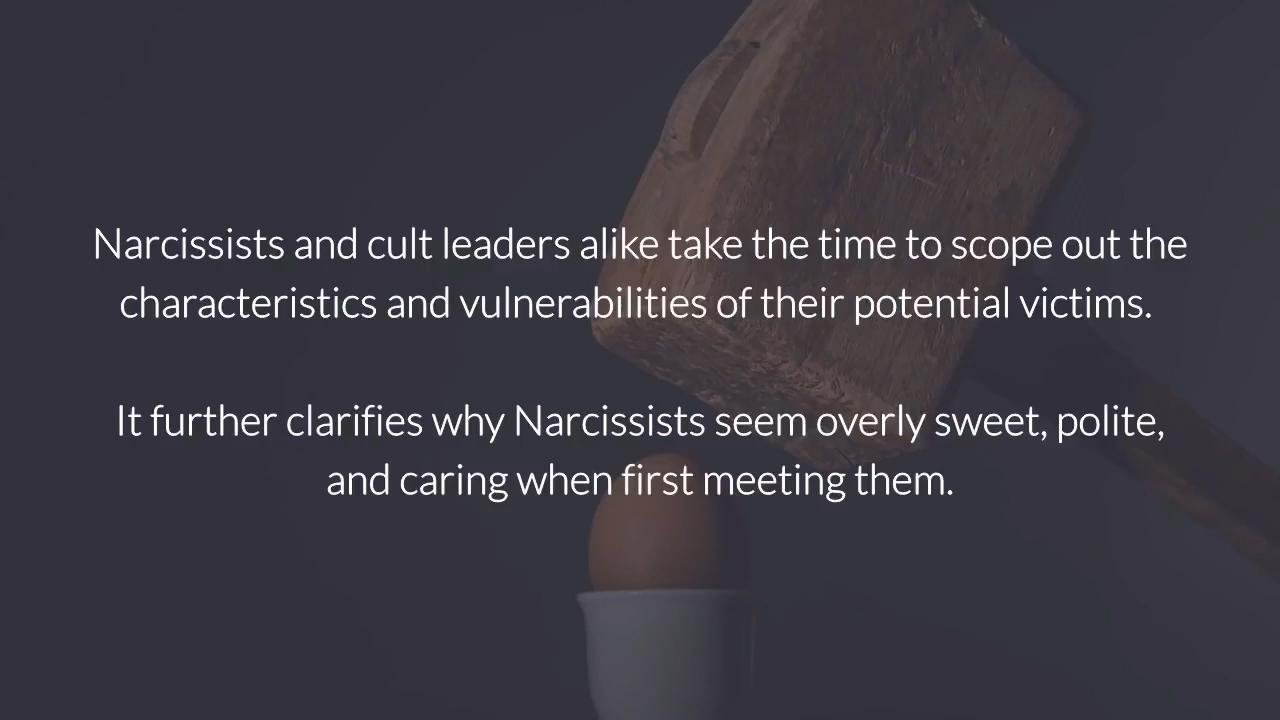 Narcissists and cult leaders alike take the time to scope out the
characteristics and vulnerabilities of their potential victims.
It further clarifies why Narcissists seem overly sweet, polite,
and caring when first meeting them.